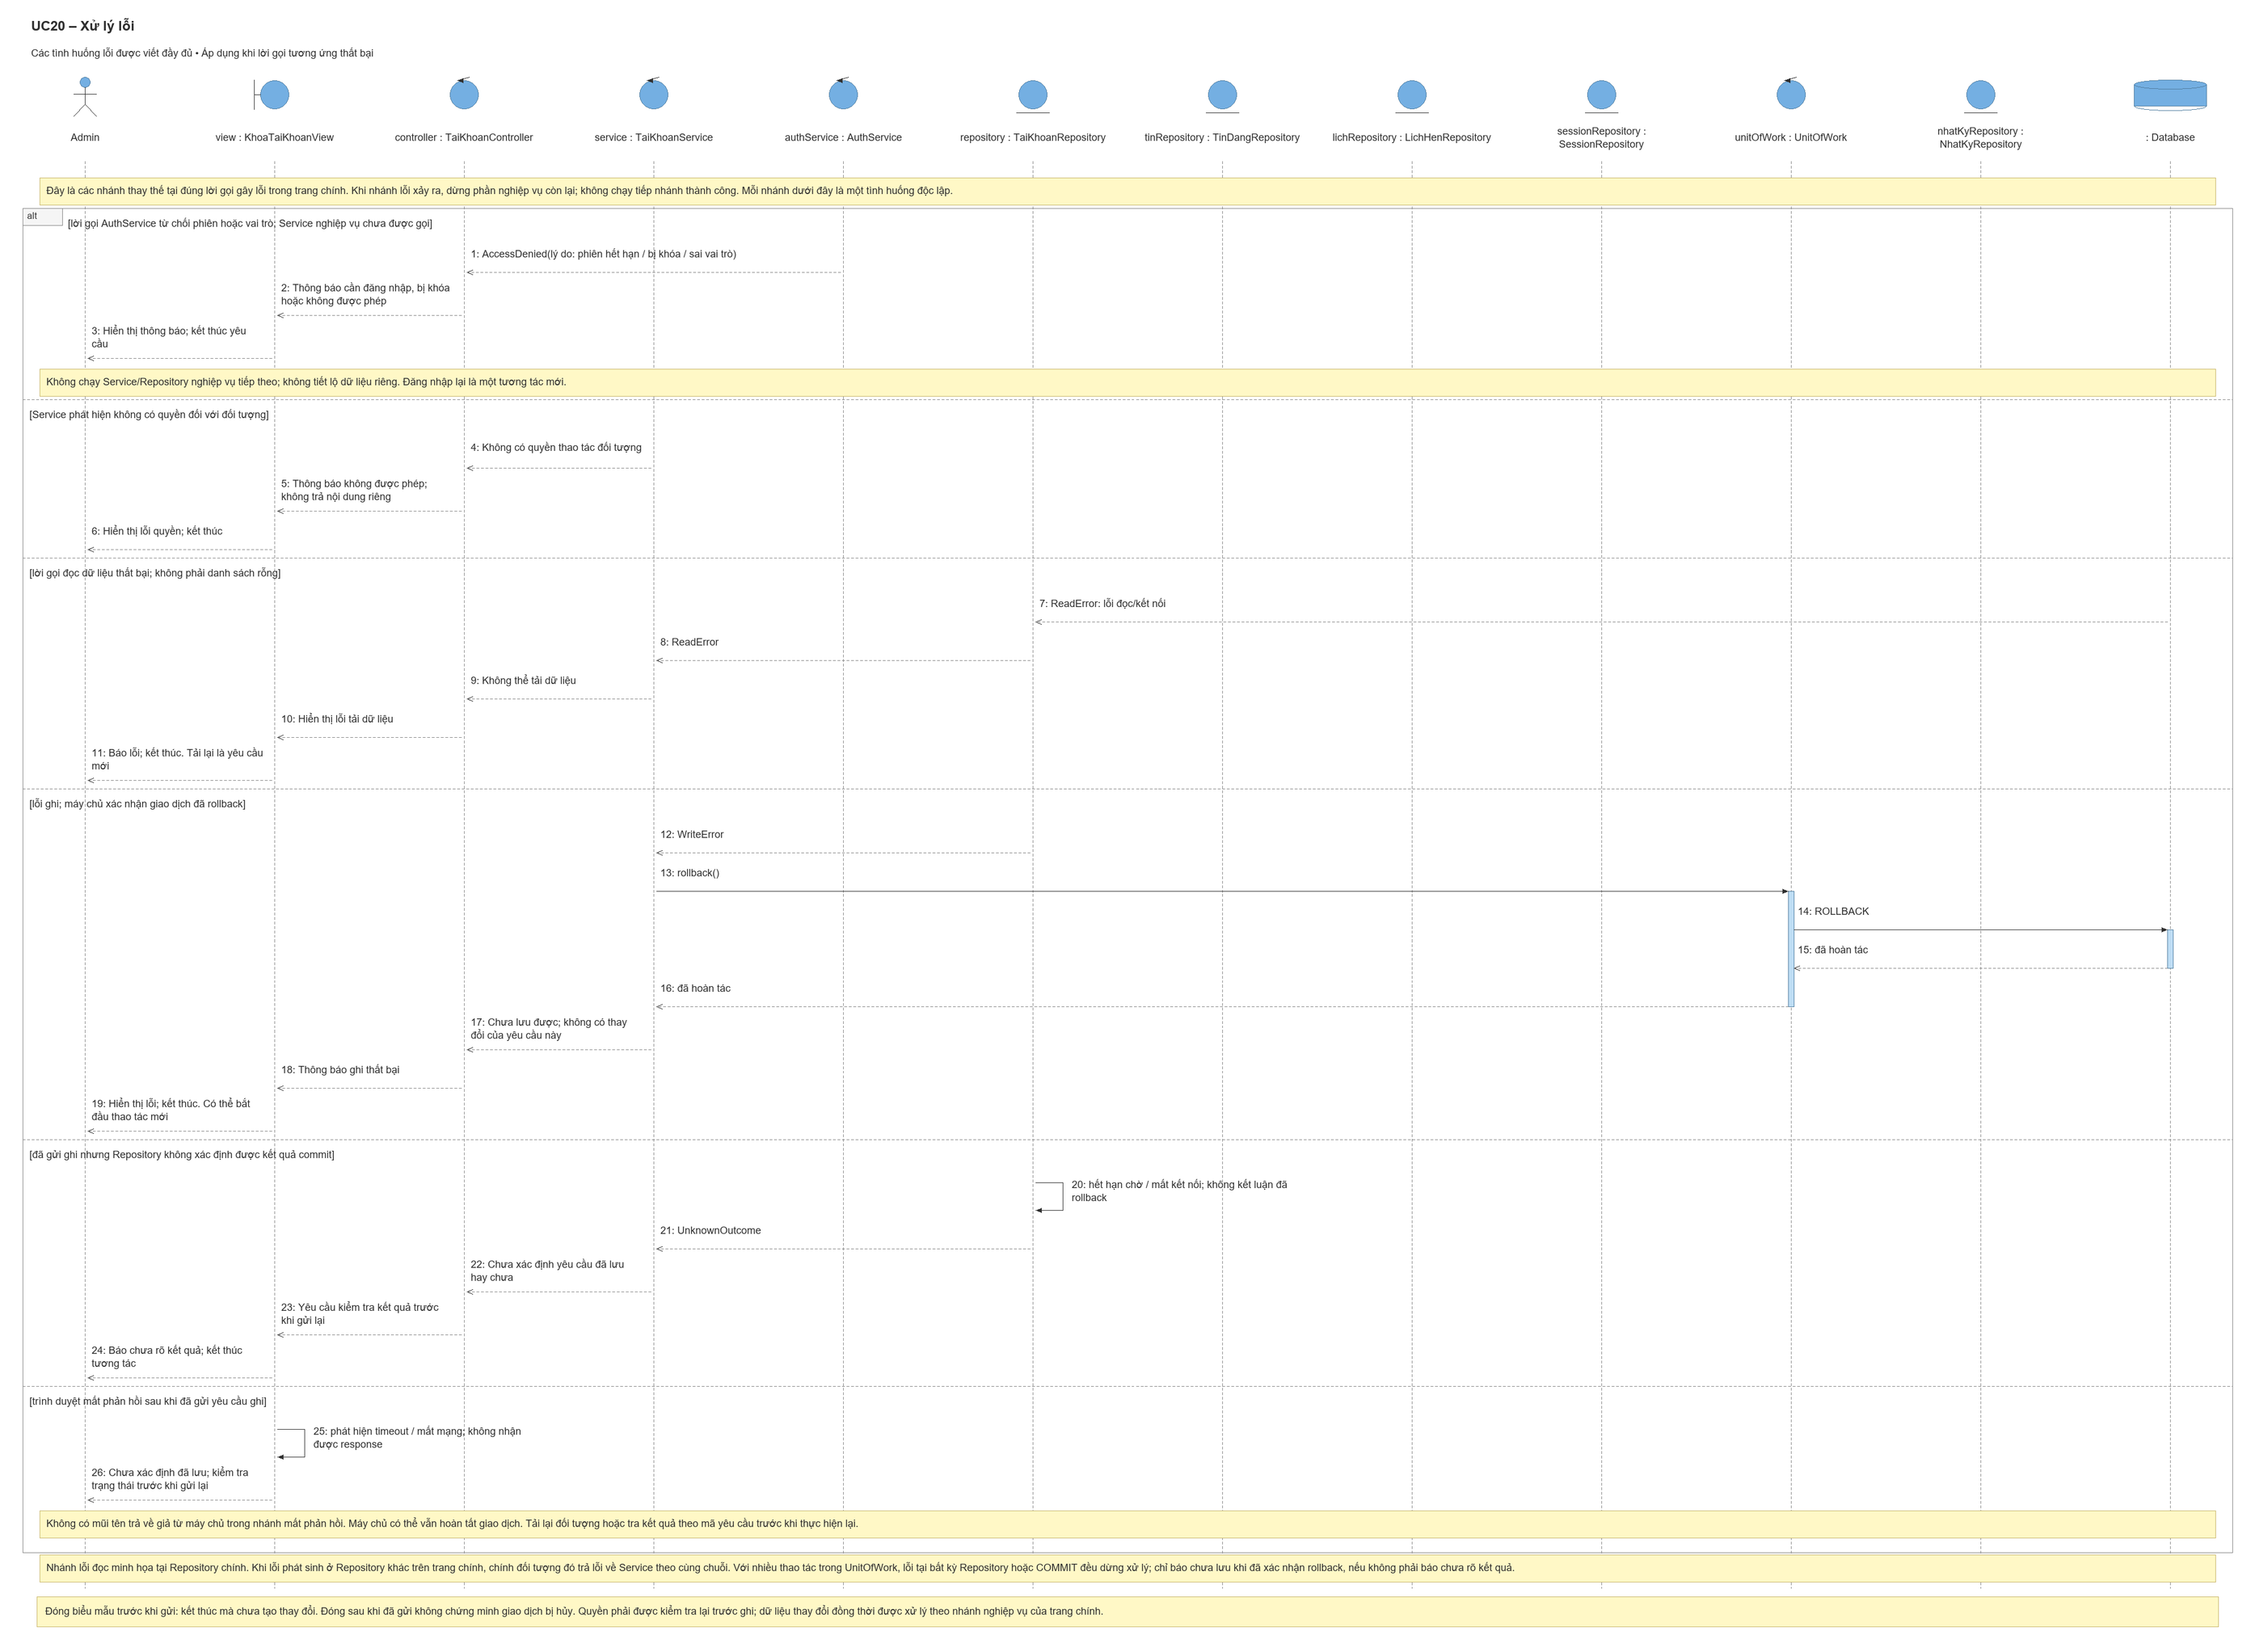 UC20 – Xử lý lỗi
Các tình huống lỗi được viết đầy đủ • Áp dụng khi lời gọi tương ứng thất bại
Admin
view : KhoaTaiKhoanView
controller : TaiKhoanController
service : TaiKhoanService
authService : AuthService
repository : TaiKhoanRepository
tinRepository : TinDangRepository
lichRepository : LichHenRepository
sessionRepository :
SessionRepository
unitOfWork : UnitOfWork
nhatKyRepository :
NhatKyRepository
: Database
Đây là các nhánh thay thế tại đúng lời gọi gây lỗi trong trang chính. Khi nhánh lỗi xảy ra, dừng phần nghiệp vụ còn lại; không chạy tiếp nhánh thành công. Mỗi nhánh dưới đây là một tình huống độc lập.
alt
[lời gọi AuthService từ chối phiên hoặc vai trò; Service nghiệp vụ chưa được gọi]
1: AccessDenied(lý do: phiên hết hạn / bị khóa / sai vai trò)
2: Thông báo cần đăng nhập, bị khóa
hoặc không được phép
3: Hiển thị thông báo; kết thúc yêu
cầu
Không chạy Service/Repository nghiệp vụ tiếp theo; không tiết lộ dữ liệu riêng. Đăng nhập lại là một tương tác mới.
[Service phát hiện không có quyền đối với đối tượng]
4: Không có quyền thao tác đối tượng
5: Thông báo không được phép;
không trả nội dung riêng
6: Hiển thị lỗi quyền; kết thúc
[lời gọi đọc dữ liệu thất bại; không phải danh sách rỗng]
7: ReadError: lỗi đọc/kết nối
8: ReadError
9: Không thể tải dữ liệu
10: Hiển thị lỗi tải dữ liệu
11: Báo lỗi; kết thúc. Tải lại là yêu cầu
mới
[lỗi ghi; máy chủ xác nhận giao dịch đã rollback]
12: WriteError
13: rollback()
14: ROLLBACK
15: đã hoàn tác
16: đã hoàn tác
17: Chưa lưu được; không có thay
đổi của yêu cầu này
18: Thông báo ghi thất bại
19: Hiển thị lỗi; kết thúc. Có thể bắt
đầu thao tác mới
[đã gửi ghi nhưng Repository không xác định được kết quả commit]
20: hết hạn chờ / mất kết nối; không kết luận đã
rollback
21: UnknownOutcome
22: Chưa xác định yêu cầu đã lưu
hay chưa
23: Yêu cầu kiểm tra kết quả trước
khi gửi lại
24: Báo chưa rõ kết quả; kết thúc
tương tác
[trình duyệt mất phản hồi sau khi đã gửi yêu cầu ghi]
25: phát hiện timeout / mất mạng; không nhận
được response
26: Chưa xác định đã lưu; kiểm tra
trạng thái trước khi gửi lại
Không có mũi tên trả về giả từ máy chủ trong nhánh mất phản hồi. Máy chủ có thể vẫn hoàn tất giao dịch. Tải lại đối tượng hoặc tra kết quả theo mã yêu cầu trước khi thực hiện lại.
Nhánh lỗi đọc minh họa tại Repository chính. Khi lỗi phát sinh ở Repository khác trên trang chính, chính đối tượng đó trả lỗi về Service theo cùng chuỗi. Với nhiều thao tác trong UnitOfWork, lỗi tại bất kỳ Repository hoặc COMMIT đều dừng xử lý; chỉ báo chưa lưu khi đã xác nhận rollback, nếu không phải báo chưa rõ kết quả.
Đóng biểu mẫu trước khi gửi: kết thúc mà chưa tạo thay đổi. Đóng sau khi đã gửi không chứng minh giao dịch bị hủy. Quyền phải được kiểm tra lại trước ghi; dữ liệu thay đổi đồng thời được xử lý theo nhánh nghiệp vụ của trang chính.